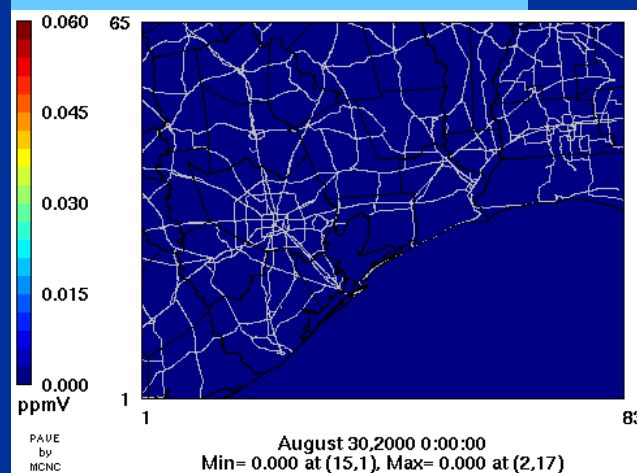 0.060
0.045
0.030
0.015
0.000
ppmV
PAVE
by
MCNC
65
1
1
83
August 30,2000 0:00:00
Min= 0.000 at (15,1), Max= 0.000 at (2,17)